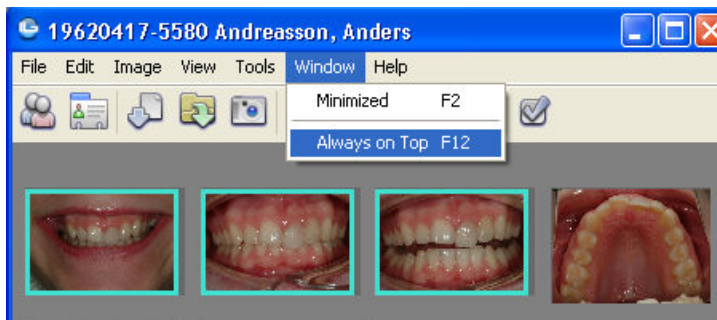 19620417-5580 Andreasson, Anders
File Edit Image View Tools Window Help
Minimized F2
Always on Top F12